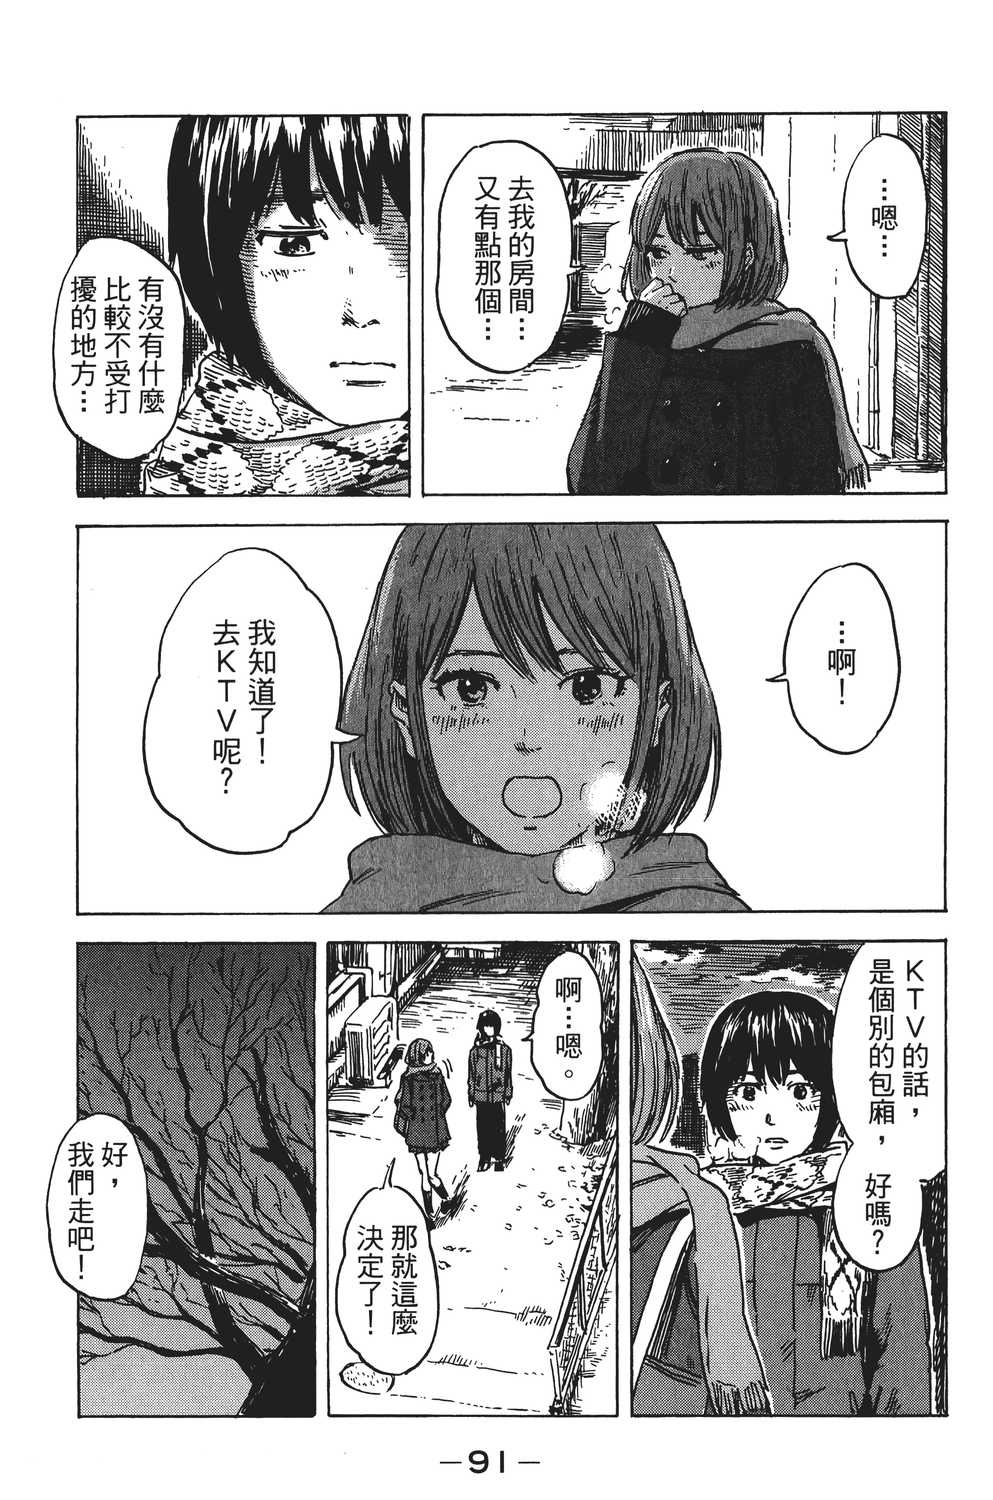 …嗯…
去我的房間…
又有點那個…
有沒有什麼
比較不受打
擾的地方…
…啊！
我知道了！
去KTV呢？
KTV的話，
是個別的包廂，
好嗎？
啊…嗯。
那就這麼
決定了！
好，
我們走吧！
—91—